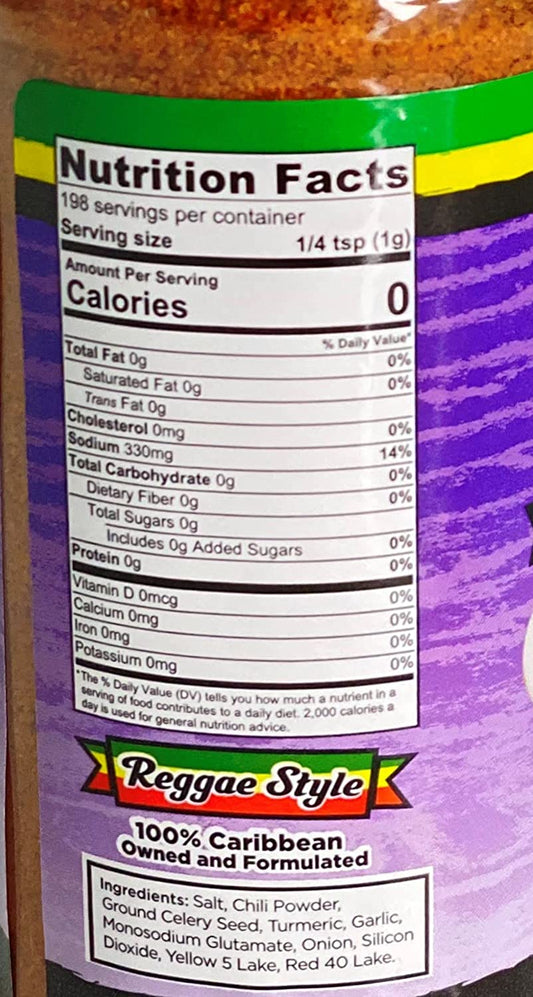 Nutrition Facts
198 servings per container
Serving size 1/4 tsp (1g)
Amount Per Serving
Calories 0
% Daily Value*
Total Fat 0g 0%
Saturated Fat 0g 0%
Trans Fat 0g
Cholesterol 0mg 0%
Sodium 330mg 14%
Total Carbohydrate 0g 0%
Dietary Fiber 0g 0%
Total Sugars 0g
Includes 0g Added Sugars 0%
Protein 0g 0%
Vitamin D 0mcg 0%
Calcium 0mg 0%
Iron 0mg 0%
Potassium 0mg 0%
*The % Daily Value (DV) tells you how much a nutrient in a
serving of food contributes to a daily diet. 2,000 calories a
day is used for general nutrition advice.
Reggae Style
100% Caribbean
Owned and Formulated
Ingredients: Salt, Chili Powder,
Ground Celery Seed, Turmeric, Garlic,
Monosodium Glutamate, Onion, Silicon
Dioxide, Yellow 5 Lake, Red 40 Lake.